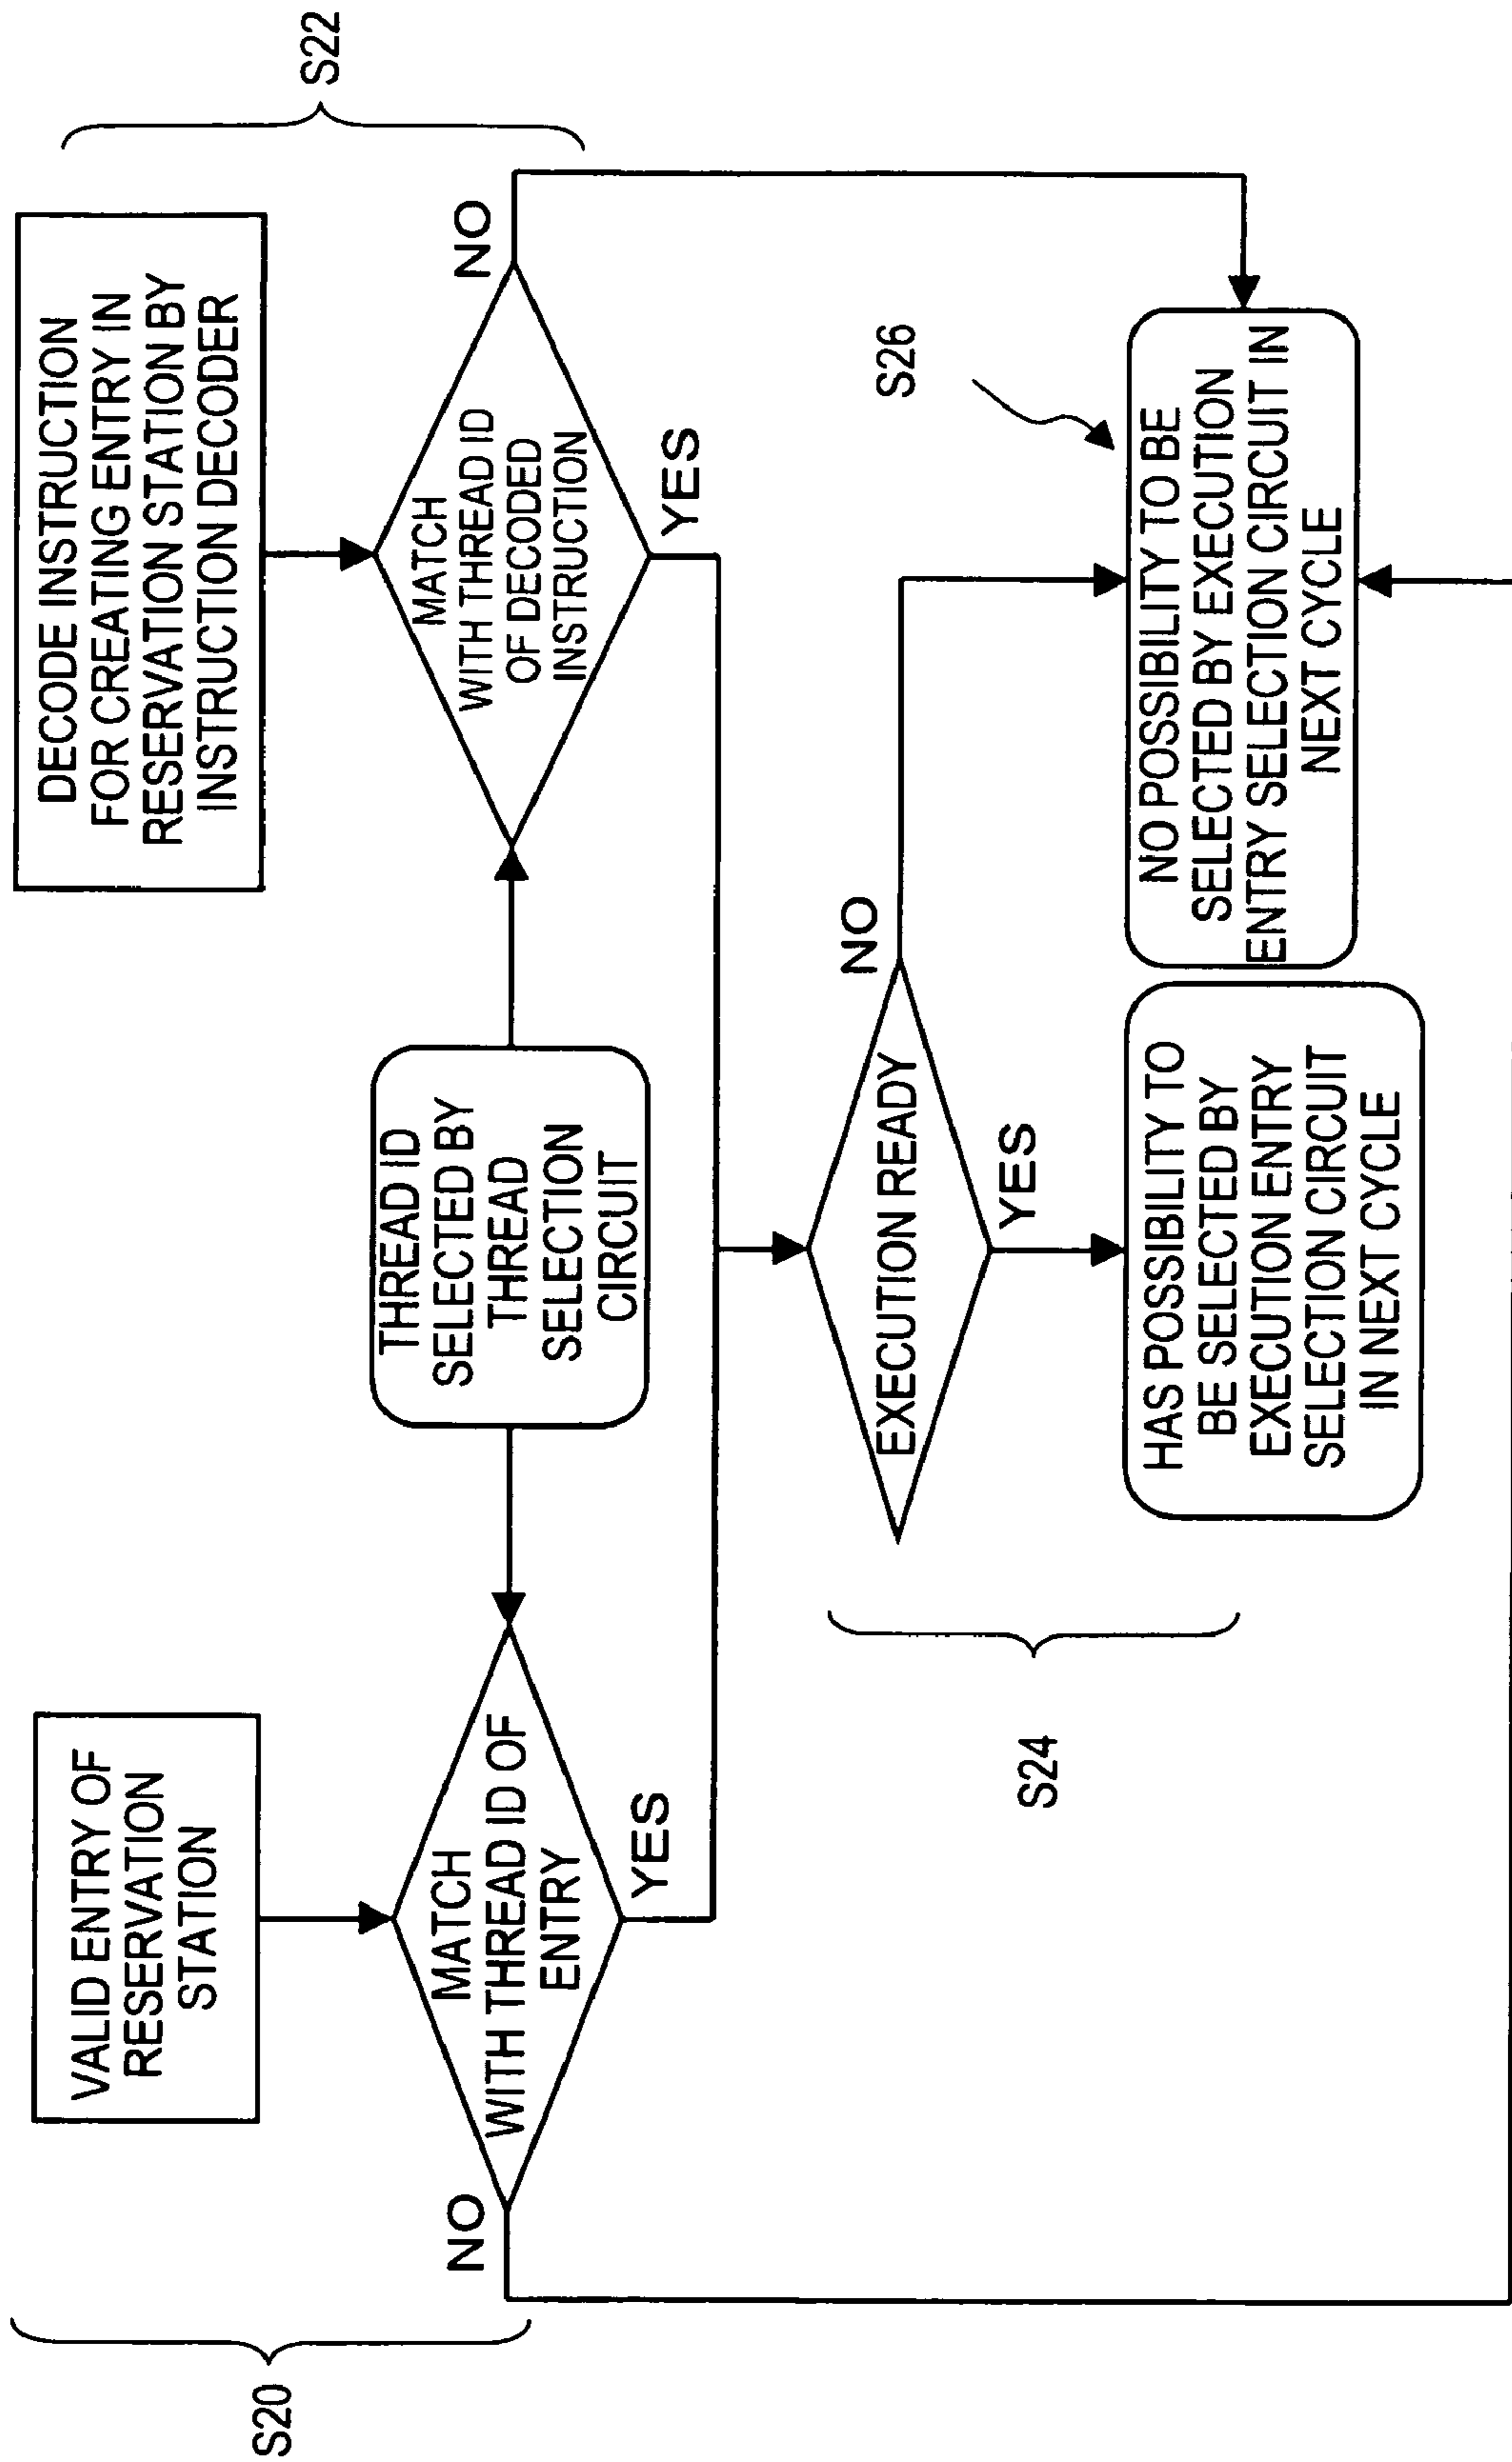 S20
VALID ENTRY OF
RESERVATION
STATION
DECODE INSTRUCTION
FOR CREATING ENTRY IN
RESERVATION STATION BY
INSTRUCTION DECODER
S22
NO
MATCH
WITH THREAD ID OF
ENTRY
YES
THREAD ID
SELECTED BY
THREAD
SELECTION
CIRCUIT
MATCH
WITH THREAD ID
OF DECODED
INSTRUCTION
NO
YES
S24
EXECUTION READY
NO
YES
S26
HAS POSSIBILITY TO
BE SELECTED BY
EXECUTION ENTRY
SELECTION CIRCUIT
IN NEXT CYCLE
NO POSSIBILITY TO BE
SELECTED BY EXECUTION
ENTRY SELECTION CIRCUIT IN
NEXT CYCLE